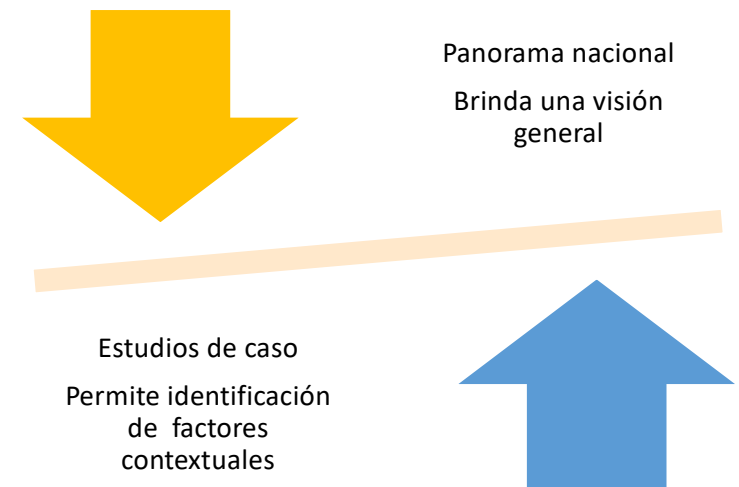 Panorama nacional
Brinda una visión
general
Estudios de caso
Permite identificación
de factores
contextuales